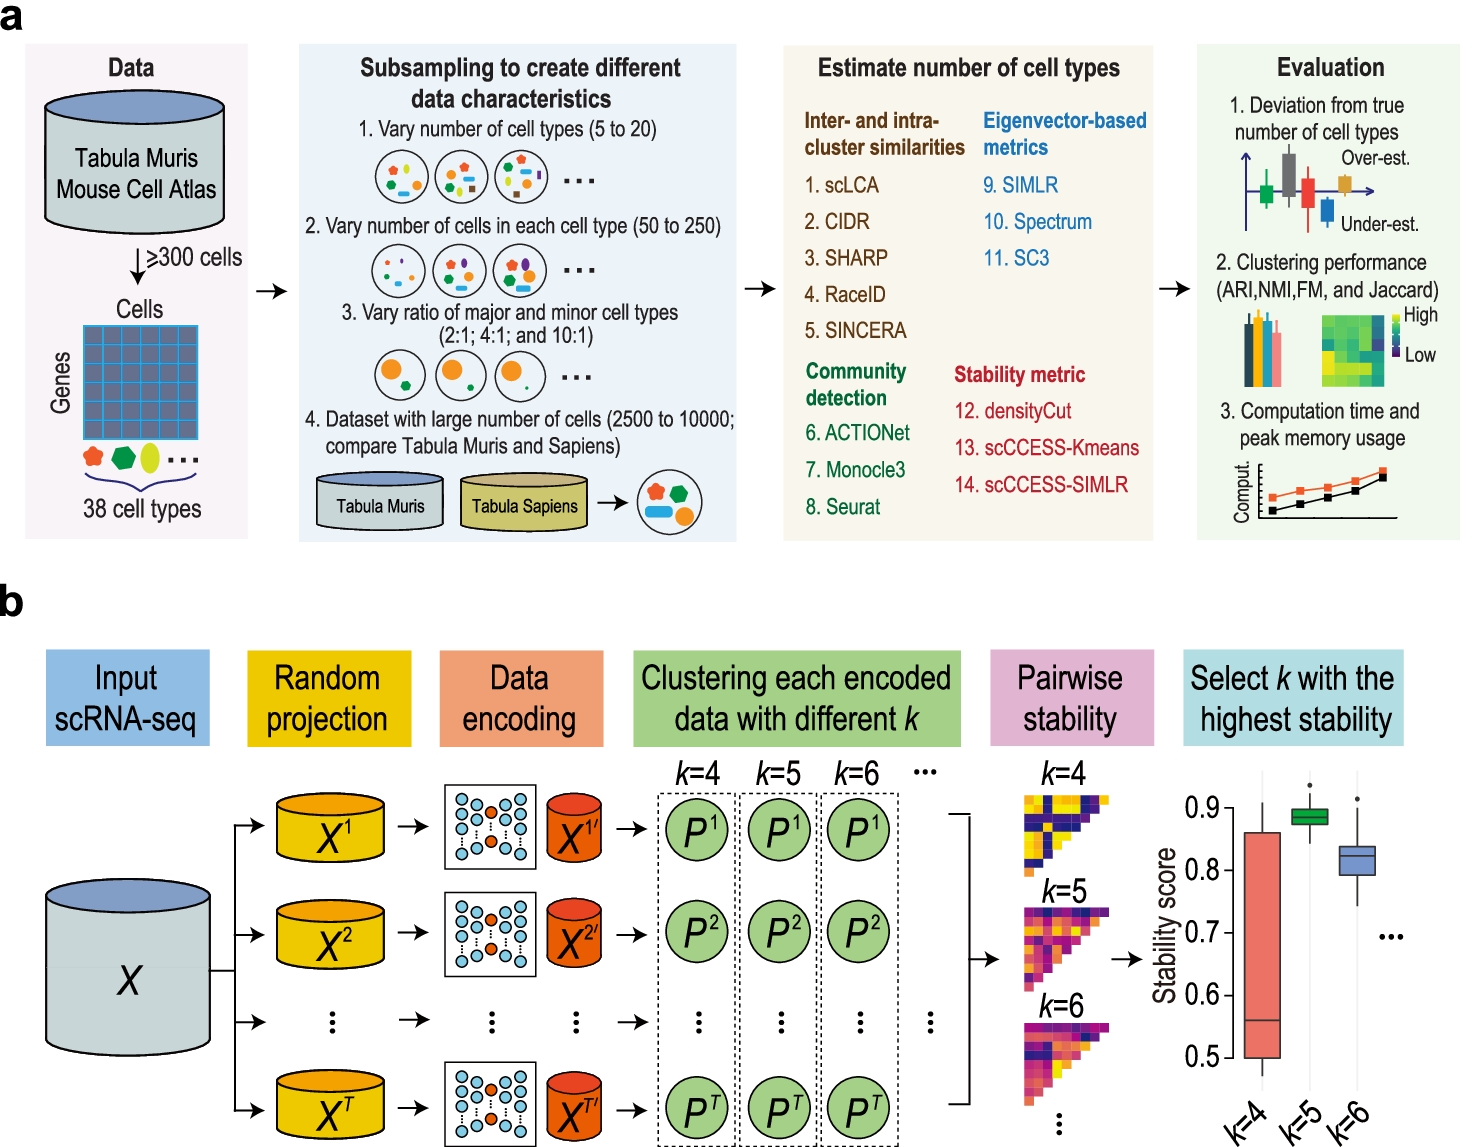 a
Data
Tabula Muris
Mouse Cell Atlas
≥300 cells
Cells
Genes
38 cell types
Subsampling to create different
data characteristics
1. Vary number of cell types (5 to 20)
2. Vary number of cells in each cell type (50 to 250)
3. Vary ratio of major and minor cell types
(2:1; 4:1; and 10:1)
4. Dataset with large number of cells (2500 to 10000;
compare Tabula Muris and Sapiens)
Tabula Muris
Tabula Sapiens
Estimate number of cell types
Inter- and intra-
cluster similarities
1. scLCA
2. CIDR
3. SHARP
4. RaceID
5. SINCERA
Community
detection
6. ACTIONet
7. Monocle3
8. Seurat
Eigenvector-based
metrics
9. SIMLR
10. Spectrum
11. SC3
Stability metric
12. densityCut
13. scCCESS-Kmeans
14. scCCESS-SIMLR
Evaluation
1. Deviation from true
number of cell types
Over-est.
Under-est.
2. Clustering performance
(ARI,NMI,FM, and Jaccard)
High
Low
3. Computation time and
peak memory usage
Comput.
b
Input
scRNA-seq
Random
projection
Data
encoding
Clustering each encoded
data with different k
Pairwise
stability
Select k with the
highest stability
k=4 k=5 k=6 ...
X
X¹ X¹′ P¹ P¹ P¹
X² X²′ P² P² P²
Xᵀ Xᵀ′ Pᵀ Pᵀ Pᵀ
k=4
k=5
k=6
Stability score
0.9
0.8
0.7
0.6
0.5
k=4 k=5 k=6
...